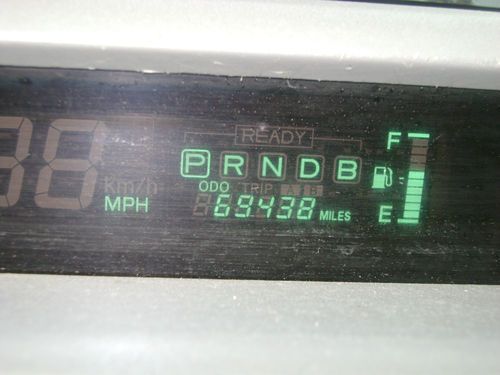 READY
F
P R N D B
km/h
ODO TRIP A B
MPH
69438 MILES
E